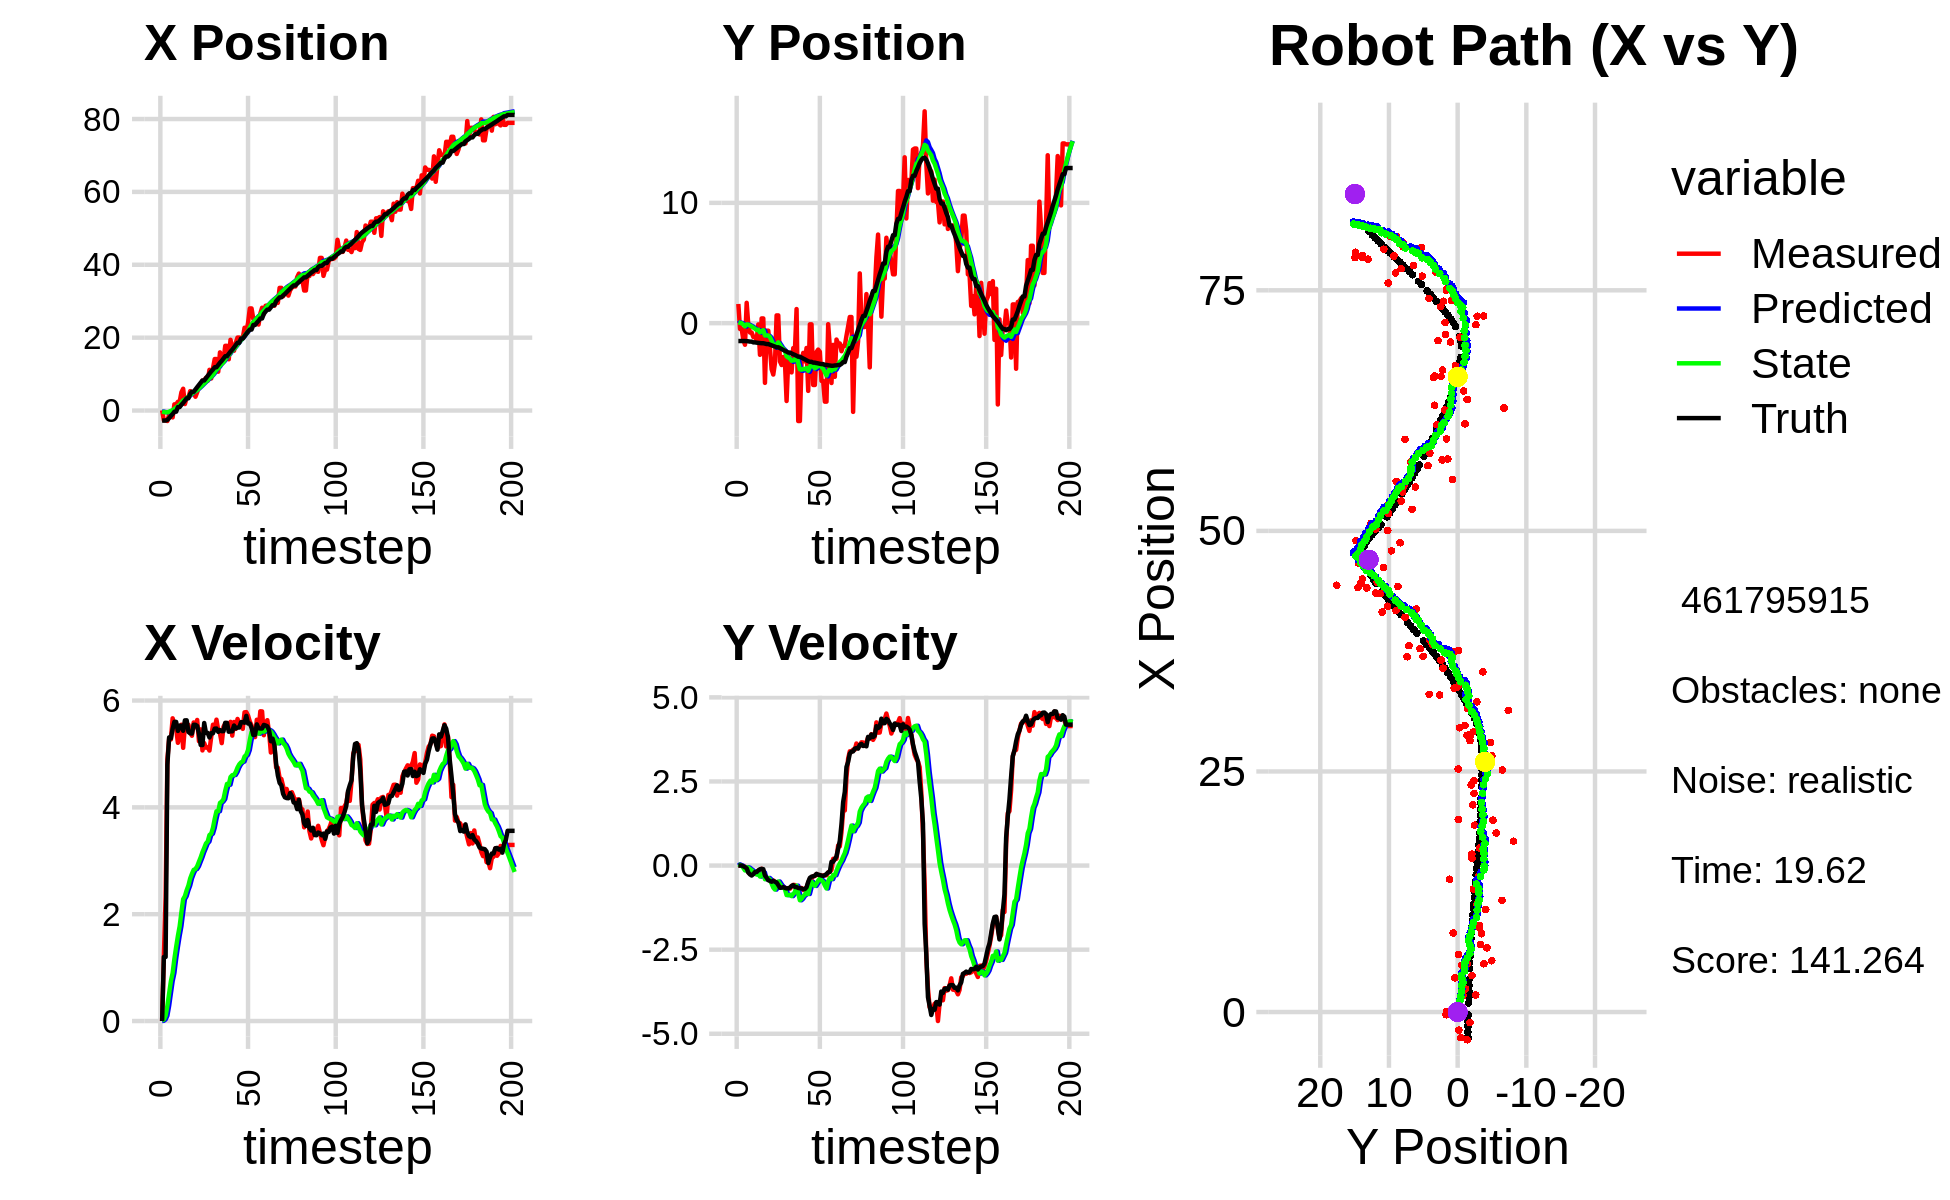 X Position
80
60
40
20
0
0
50
100
150
200
timestep
Y Position
10
0
0
50
100
150
200
timestep
X Velocity
6
4
2
0
0
50
100
150
200
timestep
Y Velocity
5.0
2.5
0.0
-2.5
-5.0
0
50
100
150
200
timestep
Robot Path (X vs Y)
X Position
75
50
25
0
20 10 0 -10 -20
Y Position
variable
Measured
Predicted
State
Truth
461795915
Obstacles: none
Noise: realistic
Time: 19.62
Score: 141.264